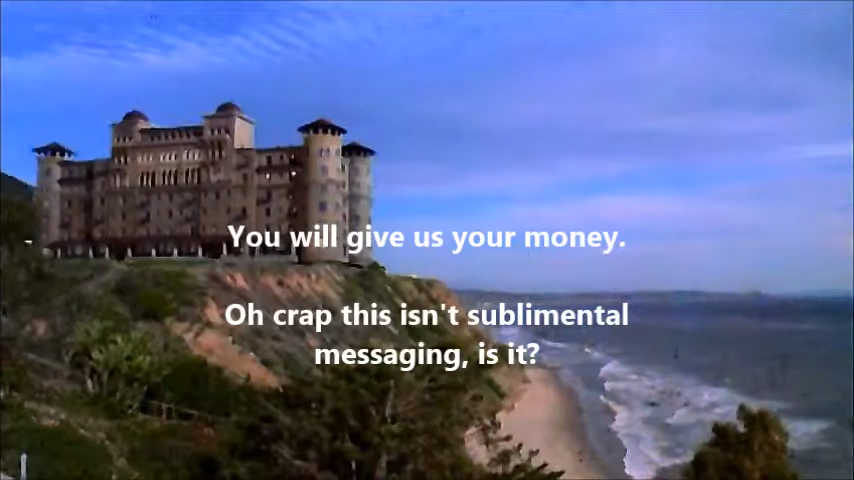 You will give us your money.
Oh crap this isn't sublimental
messaging, is it?